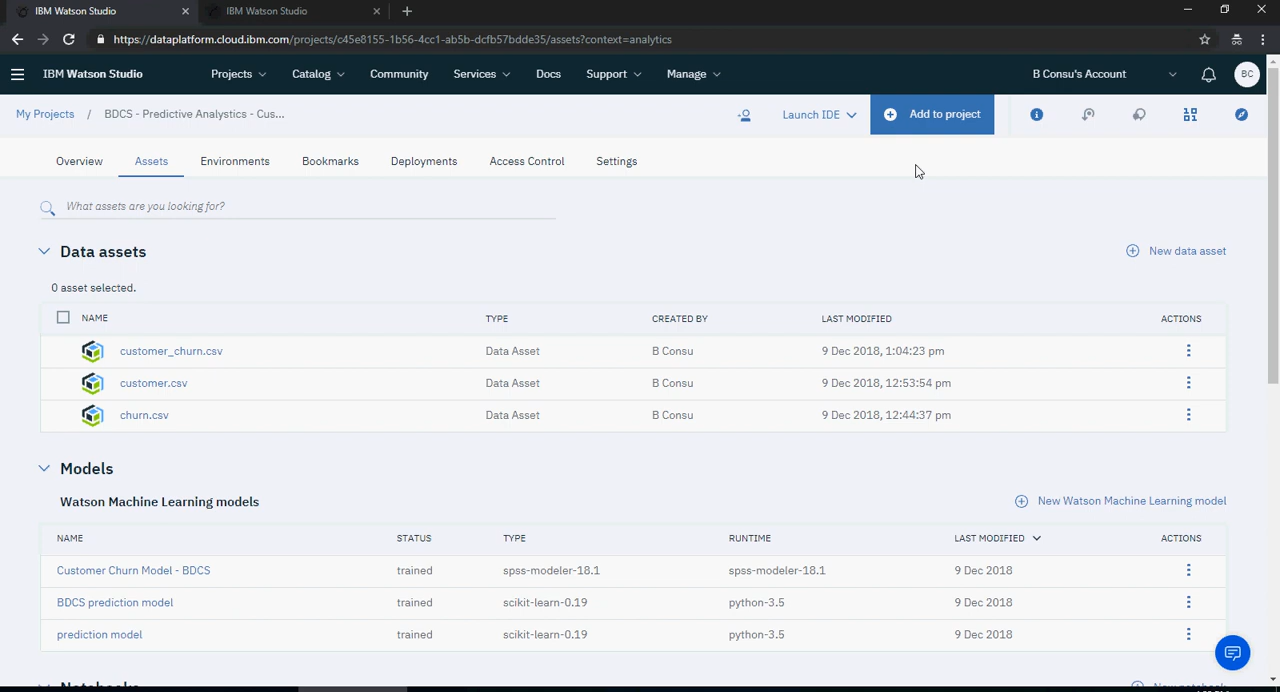 IBM Watson Studio
IBM Watson Studio
https://dataplatform.cloud.ibm.com/projects/c45e8155-1b56-4cc1-ab5b-dcfb57bdde35/assets?context=analytics
IBM Watson Studio Projects Catalog Community Services Docs Support Manage B Consu's Account BC
My Projects / BDCS - Predictive Analystics - Cus... Launch IDE Add to project
Overview Assets Environments Bookmarks Deployments Access Control Settings
What assets are you looking for?
Data assets New data asset
0 asset selected.
NAME TYPE CREATED BY LAST MODIFIED ACTIONS
customer_churn.csv Data Asset B Consu 9 Dec 2018, 1:04:23 pm
customer.csv Data Asset B Consu 9 Dec 2018, 12:53:54 pm
churn.csv Data Asset B Consu 9 Dec 2018, 12:44:37 pm
Models
Watson Machine Learning models New Watson Machine Learning model
NAME STATUS TYPE RUNTIME LAST MODIFIED ACTIONS
Customer Churn Model - BDCS trained spss-modeler-18.1 spss-modeler-18.1 9 Dec 2018
BDCS prediction model trained scikit-learn-0.19 python-3.5 9 Dec 2018
prediction model trained scikit-learn-0.19 python-3.5 9 Dec 2018
Notebooks New notebook